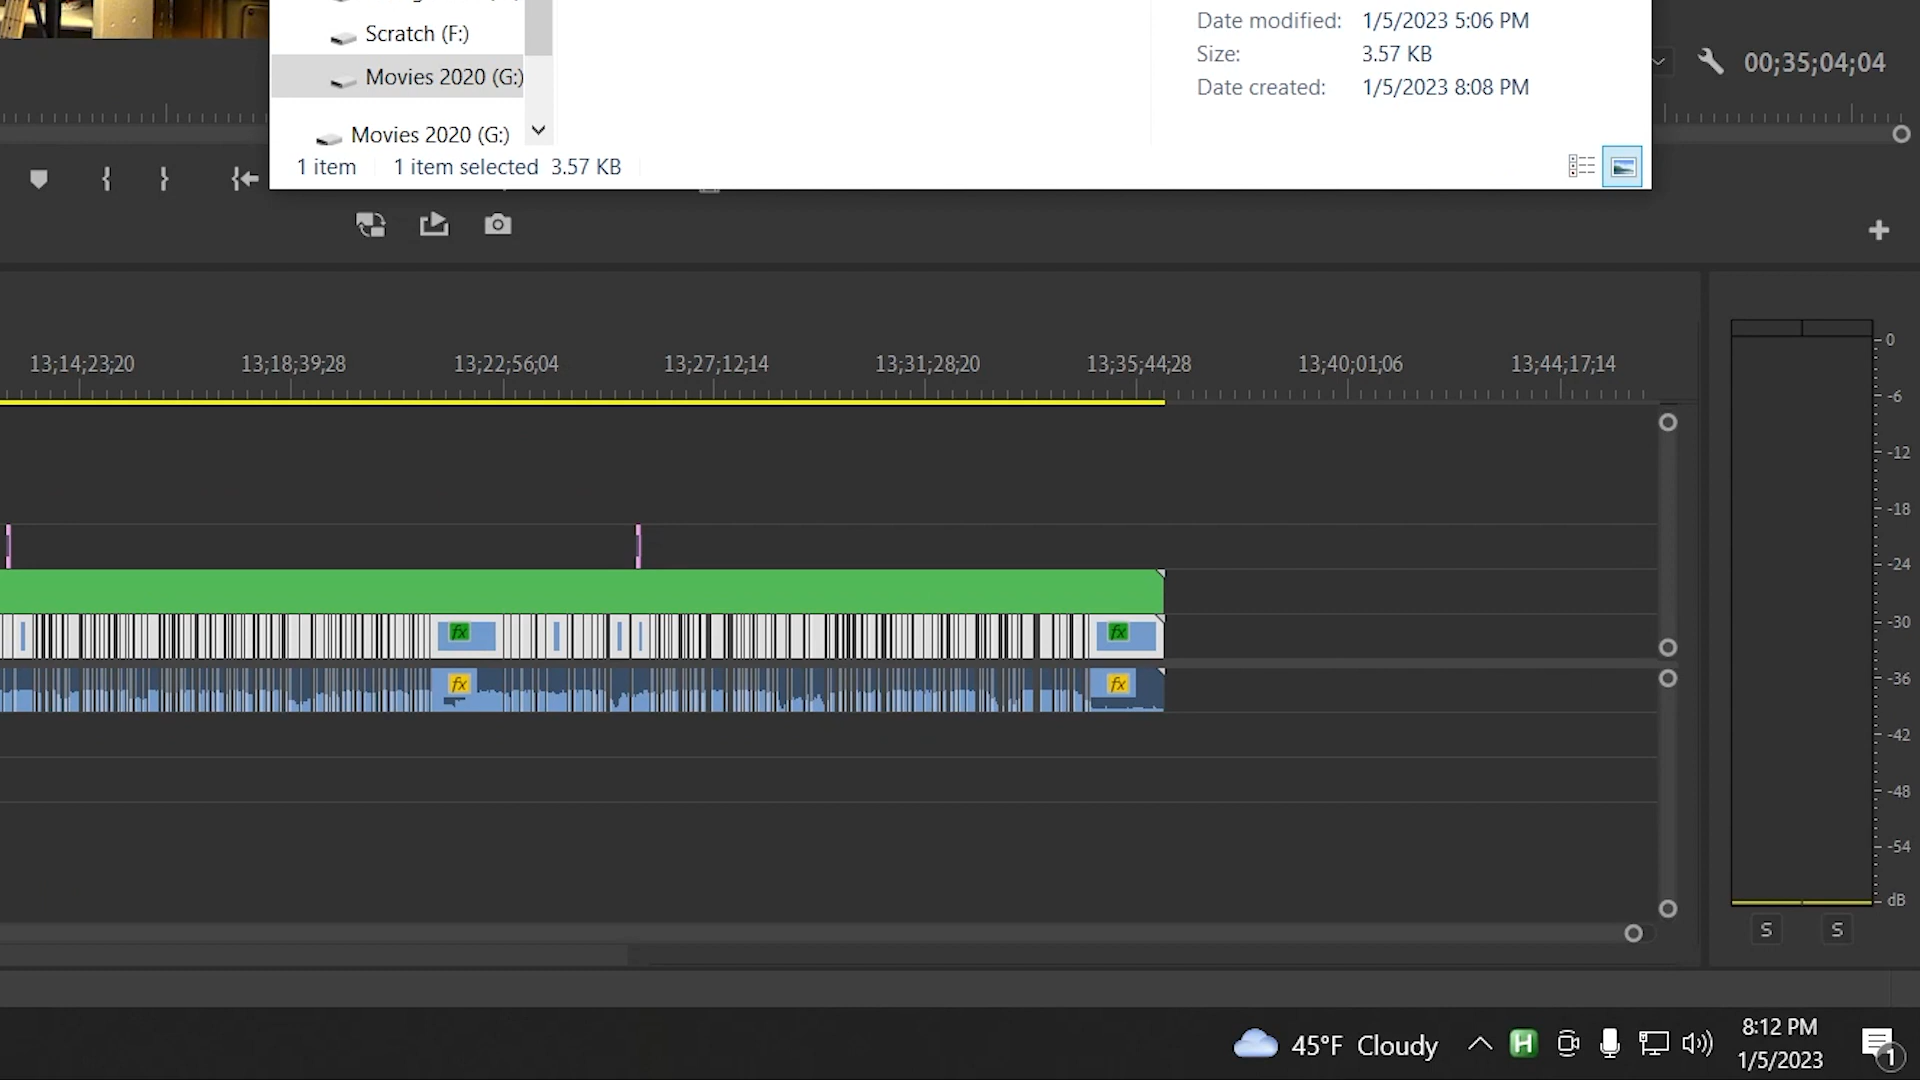 Scratch (F:)
Movies 2020 (G:)
Movies 2020 (G:)
1 item 1 item selected 3.57 KB
Date modified: 1/5/2023 5:06 PM
Size: 3.57 KB
Date created: 1/5/2023 8:08 PM
00;35;04;04
13;14;23;20 13;18;39;28 13;22;56;04 13;27;12;14 13;31;28;20 13;35;44;28 13;40;01;06 13;44;17;14
fx fx
fx fx
0
-6
-12
-18
-24
-30
-36
-42
-48
-54
dB
S S
45°F Cloudy
H
8:12 PM
1/5/2023
1